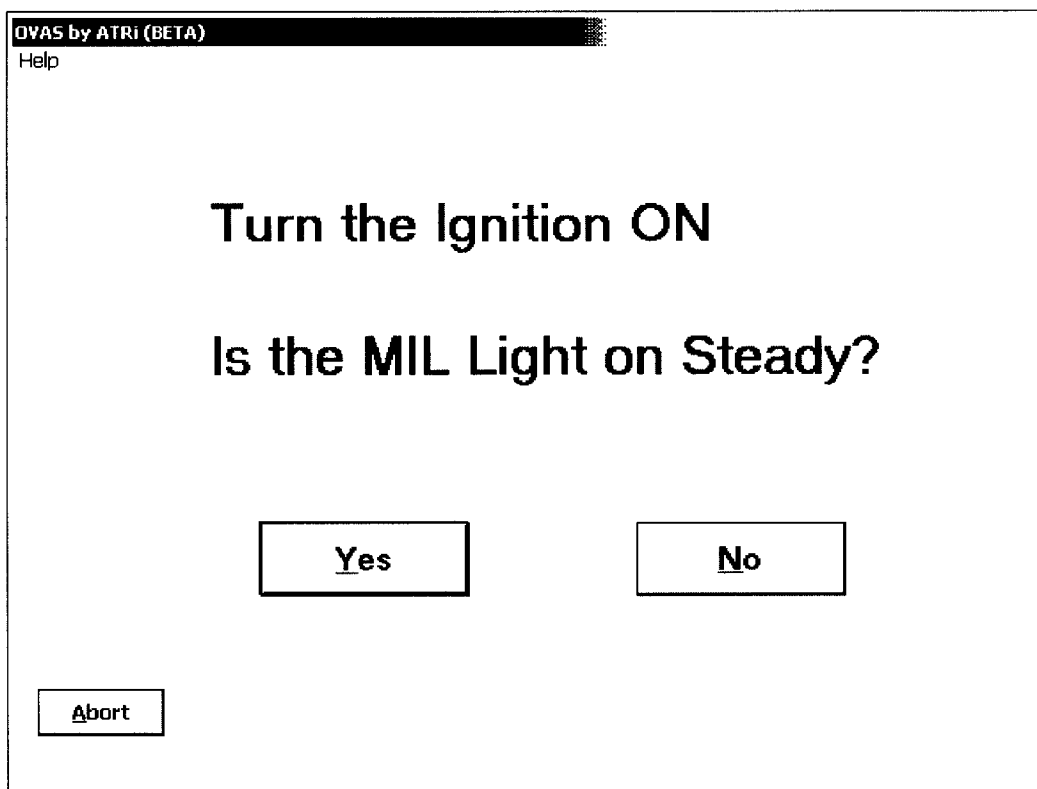 OVAS by ATRi (BETA)
Help
Turn the Ignition ON
Is the MIL Light on Steady?
Yes
No
Abort